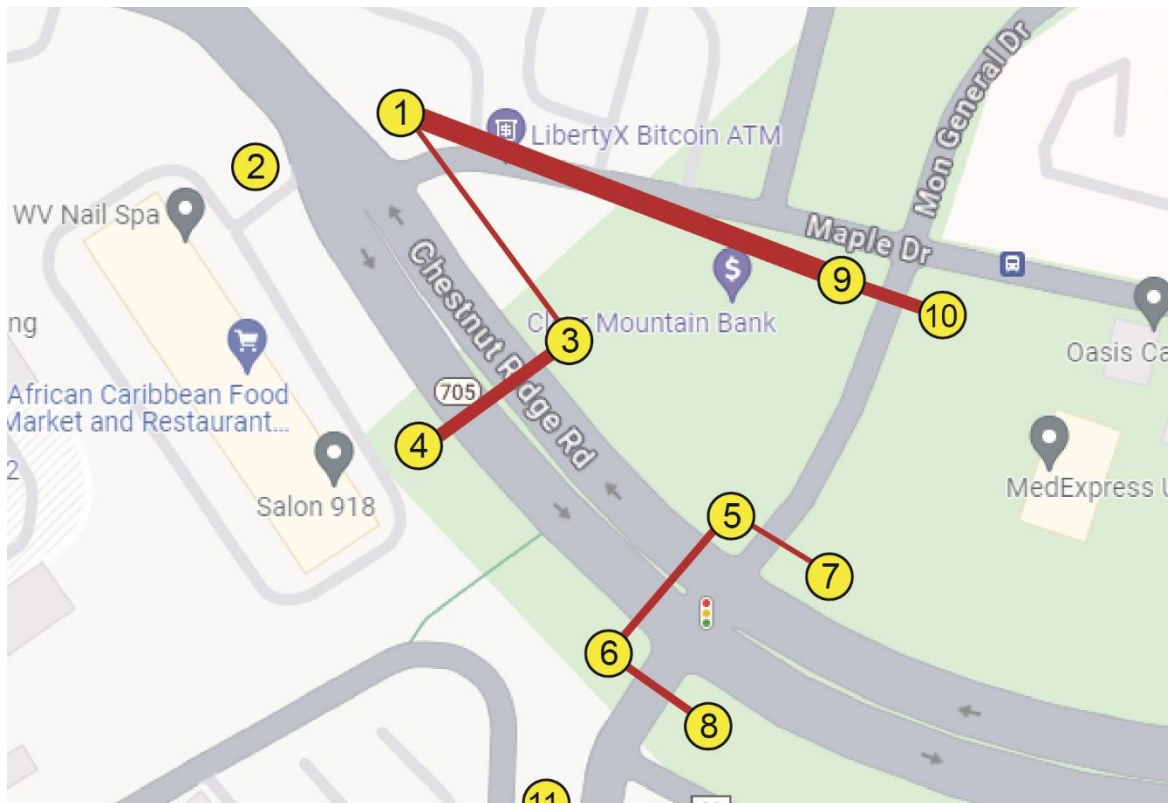 1
Mon General Dr
LibertyX Bitcoin ATM
2
WV Nail Spa
Maple Dr
9
10
Chestnut Ridge Rd
ng
3
Mountain Bank
Oasis Ca
705
African Caribbean Food
Market and Restaurant...
4
2
MedExpress U
Salon 918
5
7
6
8
11